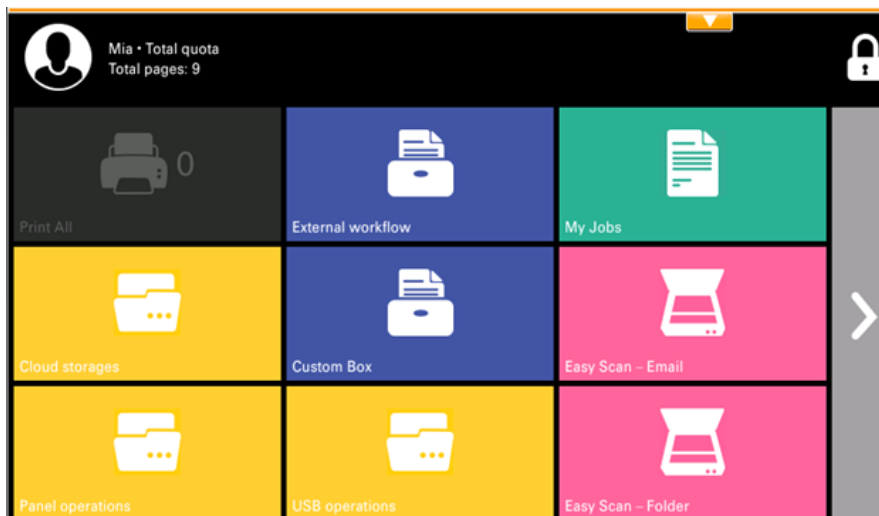 Mia • Total quota
Total pages: 9
0
Print All
External workflow
My Jobs
Cloud storages
Custom Box
Easy Scan – Email
Panel operations
USB operations
Easy Scan – Folder